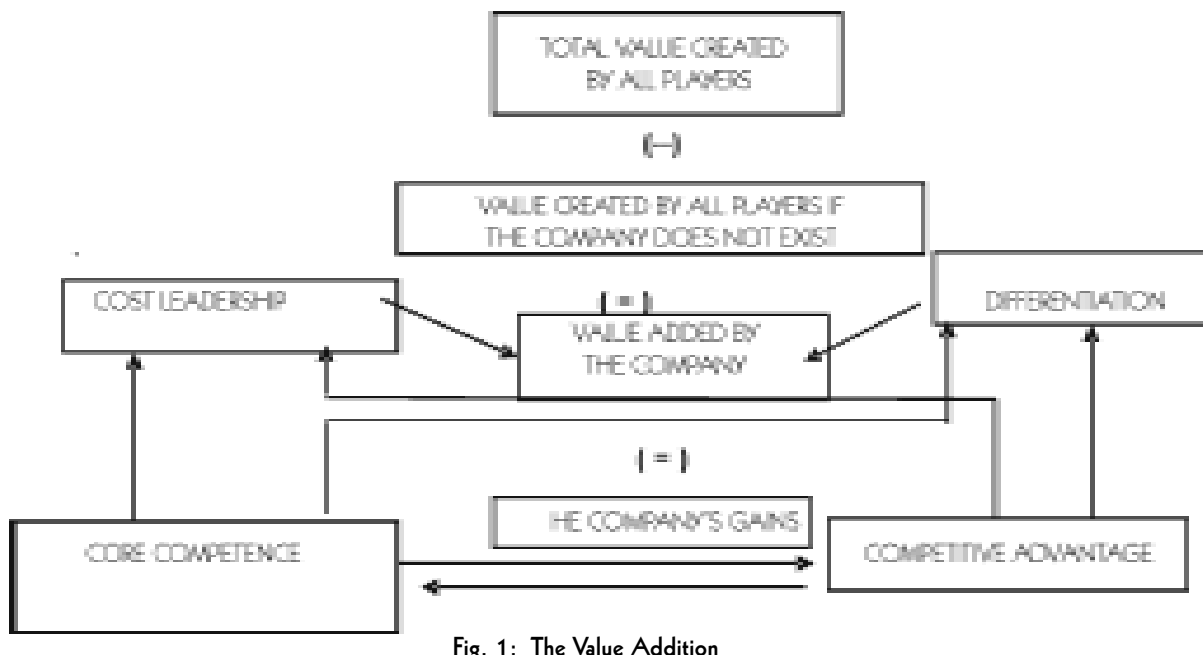 TOTAL VALUE CREATED
BY ALL PLAYERS
(−)
VALUE CREATED BY ALL PLAYERS IF
THE COMPANY DOES NOT EXIST
COST LEADERSHIP
( = )
DIFFERENTIATION
VALUE ADDED BY
THE COMPANY
( = )
HE COMPANY'S GAINS
CORE COMPETENCE
COMPETITIVE ADVANTAGE
Fig. 1: The Value Addition